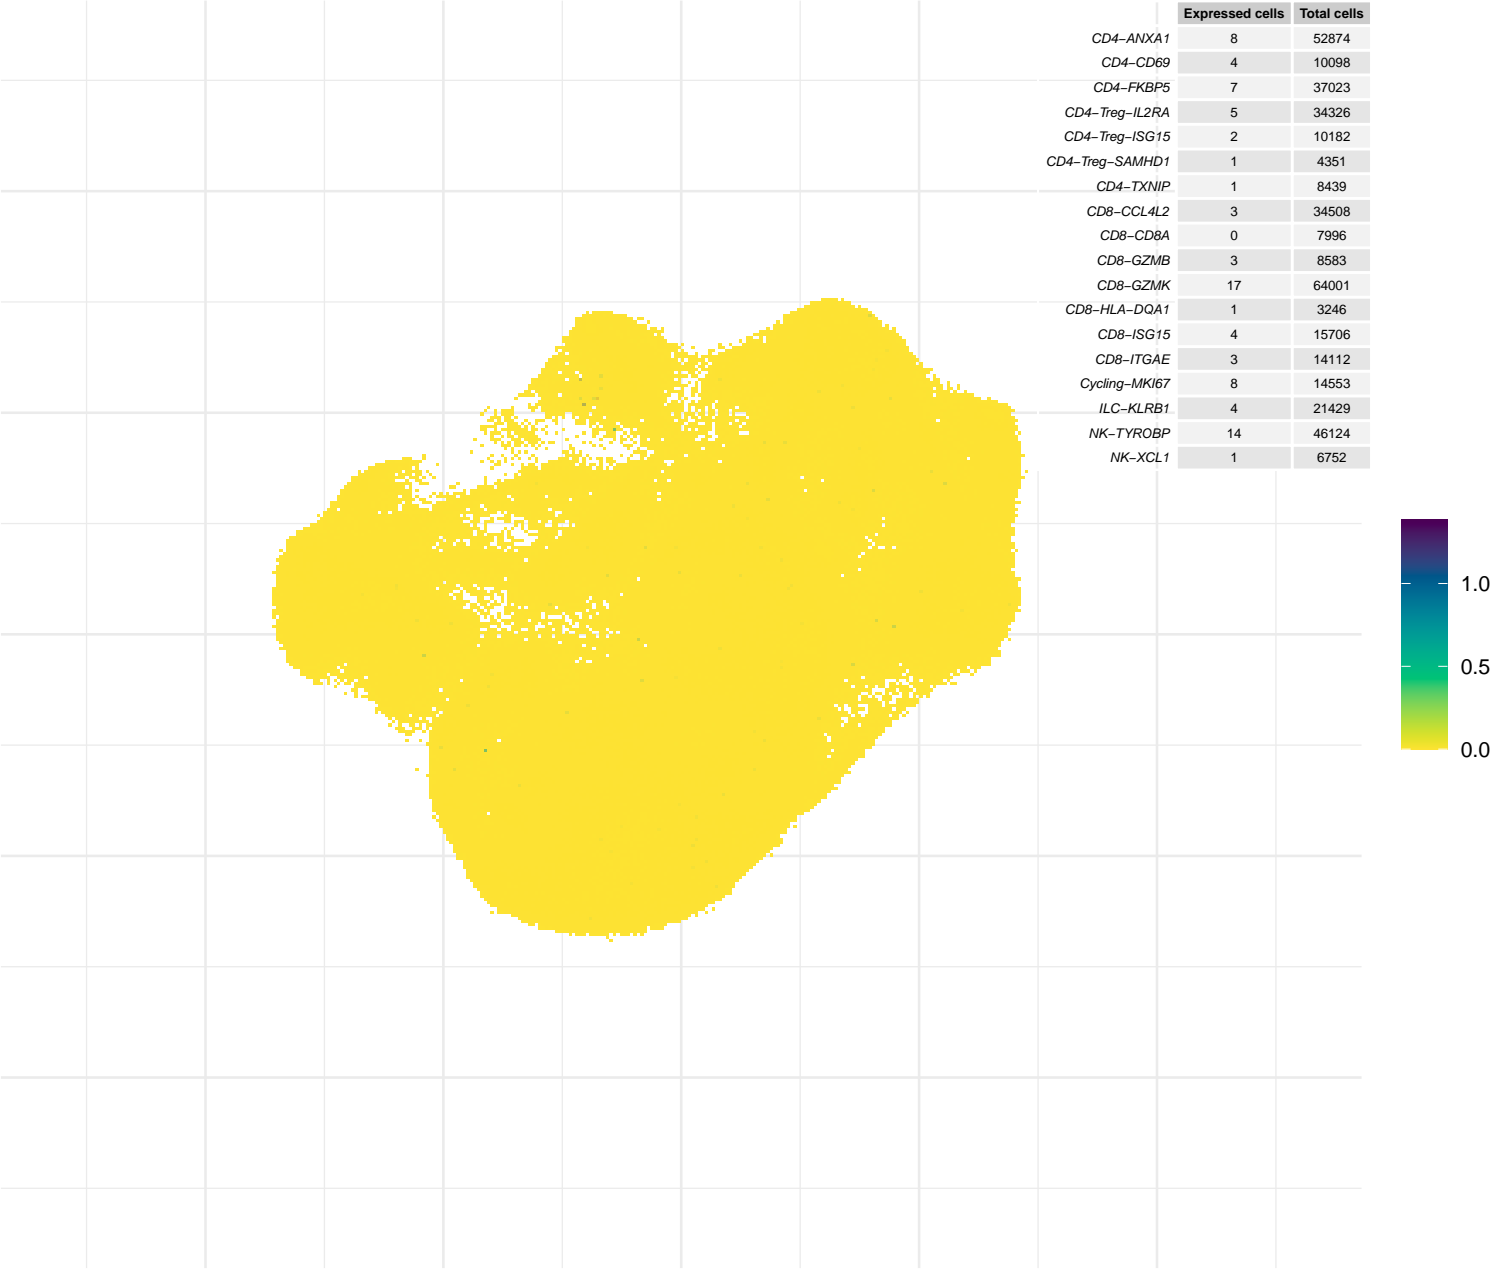 Expressed cells Total cells
CD4−ANXA1 8 52874
CD4−CD69 4 10098
CD4−FKBP5 7 37023
CD4−Treg−IL2RA 5 34326
CD4−Treg−ISG15 2 10182
CD4−Treg−SAMHD1 1 4351
CD4−TXNIP 1 8439
CD8−CCL4L2 3 34508
CD8−CD8A 0 7996
CD8−GZMB 3 8583
CD8−GZMK 17 64001
CD8−HLA−DQA1 1 3246
CD8−ISG15 4 15706
CD8−ITGAE 3 14112
Cycling−MKI67 8 14553
ILC−KLRB1 4 21429
NK−TYROBP 14 46124
NK−XCL1 1 6752
1.0
0.5
0.0